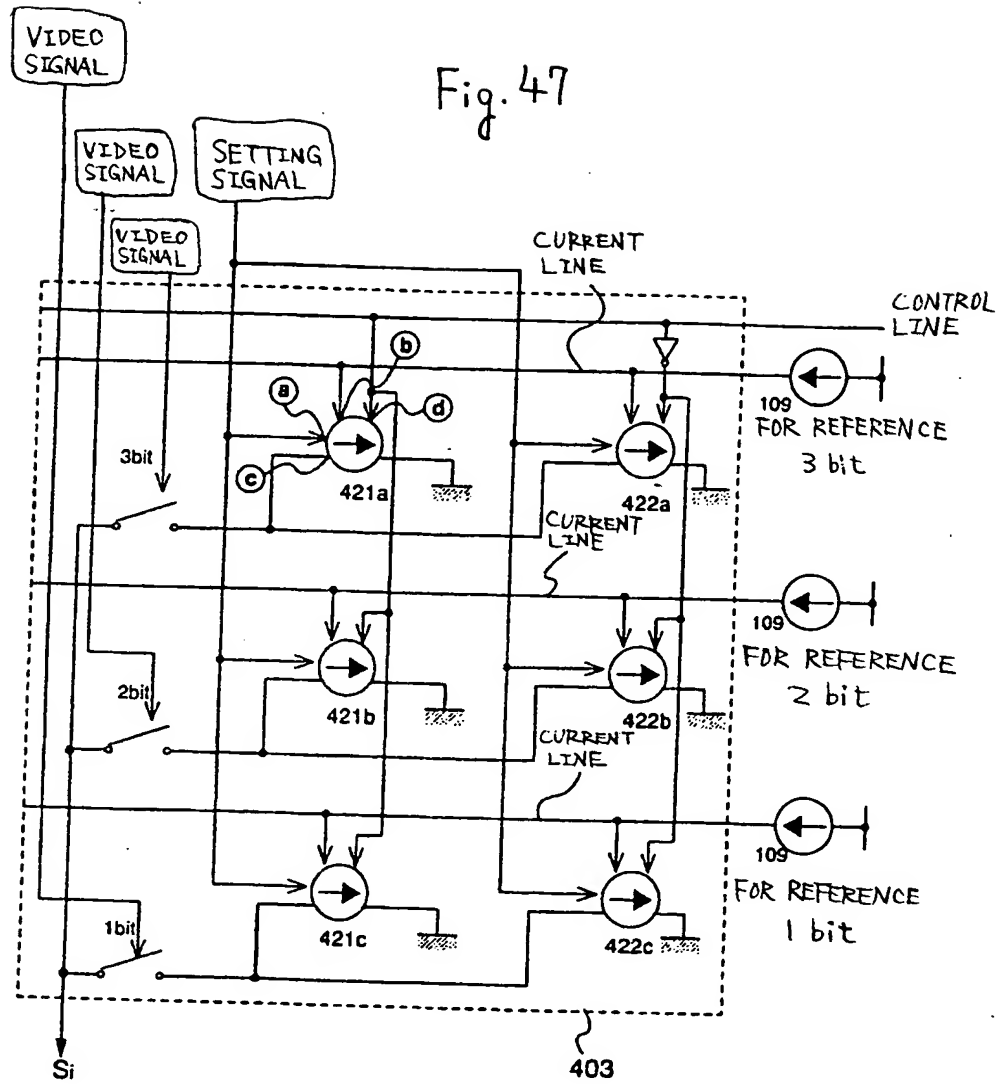 VIDEO
SIGNAL
Fig. 47
VIDEO
SIGNAL
SETTING
SIGNAL
VIDEO
SIGNAL
CURRENT
LINE
CONTROL
LINE
b
a
d
109
FOR REFERENCE
3 bit
3bit
c
421a
422a
CURRENT
LINE
109
FOR REFERENCE
2 bit
2bit
421b
422b
CURRENT
LINE
109
FOR REFERENCE
1 bit
1bit
421c
422c
Si
403